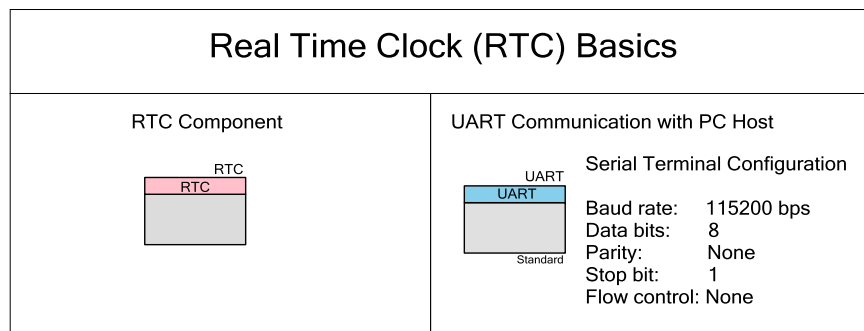 Real Time Clock (RTC) Basics
RTC Component
RTC
RTC
UART Communication with PC Host
UART
UART
Standard
Serial Terminal Configuration
Baud rate: 115200 bps
Data bits: 8
Parity: None
Stop bit: 1
Flow control: None